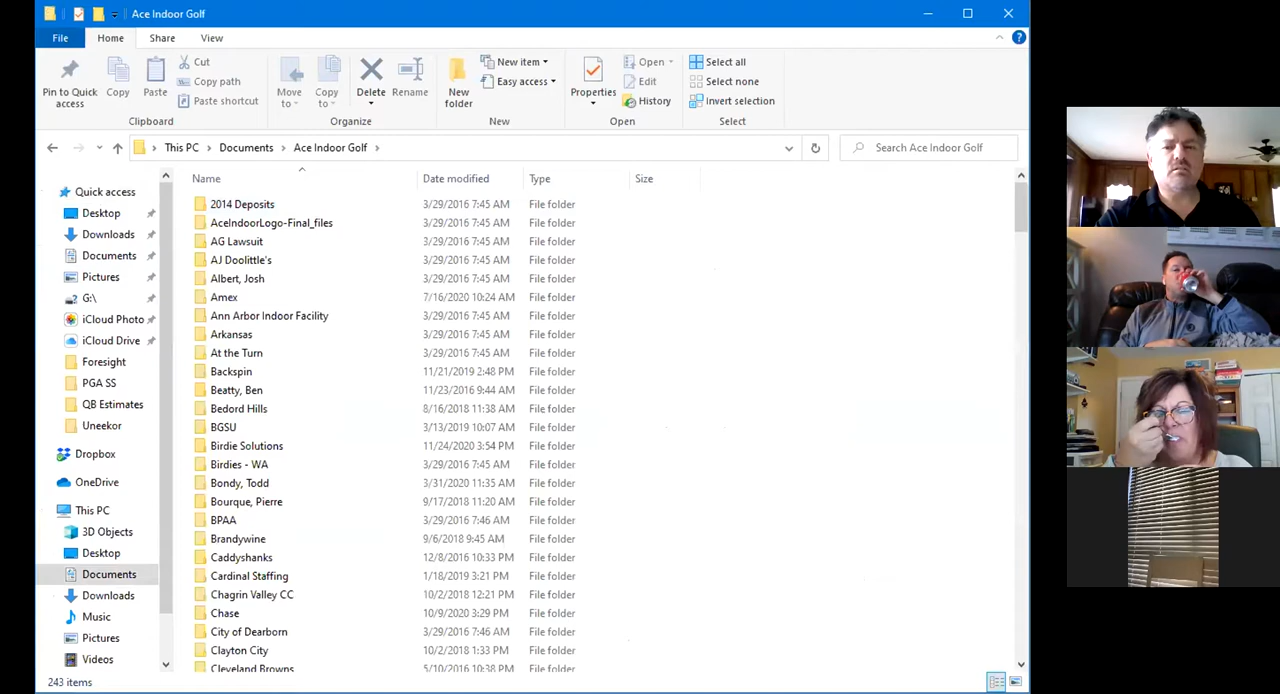 Ace Indoor Golf
File Home Share View
Pin to Quick access
Copy
Paste
Cut
Copy path
Paste shortcut
Clipboard
Move to
Copy to
Delete
Rename
Organize
New folder
New item
Easy access
New
Properties
Open
Edit
History
Open
Select all
Select none
Invert selection
Select
This PC > Documents > Ace Indoor Golf >
Search Ace Indoor Golf
Quick access
Desktop
Downloads
Documents
Pictures
G:\
iCloud Photo
iCloud Drive
Foresight
PGA SS
QB Estimates
Uneekor
Dropbox
OneDrive
This PC
3D Objects
Desktop
Documents
Downloads
Music
Pictures
Videos
Name Date modified Type Size
2014 Deposits 3/29/2016 7:45 AM File folder
AceIndoorLogo-Final_files 3/29/2016 7:45 AM File folder
AG Lawsuit 3/29/2016 7:45 AM File folder
AJ Doolittle's 3/29/2016 7:45 AM File folder
Albert, Josh 3/29/2016 7:45 AM File folder
Amex 7/16/2020 10:24 AM File folder
Ann Arbor Indoor Facility 3/29/2016 7:45 AM File folder
Arkansas 3/29/2016 7:45 AM File folder
At the Turn 3/29/2016 7:45 AM File folder
Backspin 11/21/2019 2:48 PM File folder
Beatty, Ben 11/23/2016 9:44 AM File folder
Bedord Hills 8/16/2018 11:38 AM File folder
BGSU 3/13/2019 10:07 AM File folder
Birdie Solutions 11/24/2020 3:54 PM File folder
Birdies - WA 3/29/2016 7:45 AM File folder
Bondy, Todd 3/31/2020 11:35 AM File folder
Bourque, Pierre 9/17/2018 11:20 AM File folder
BPAA 3/29/2016 7:46 AM File folder
Brandywine 9/6/2018 9:45 AM File folder
Caddyshanks 12/8/2016 10:33 PM File folder
Cardinal Staffing 1/18/2019 3:21 PM File folder
Chagrin Valley CC 10/2/2018 12:21 PM File folder
Chase 10/9/2020 3:29 PM File folder
City of Dearborn 3/29/2016 7:46 AM File folder
Clayton City 10/2/2018 1:33 PM File folder
Cleveland Browns 5/10/2016 10:38 PM File folder
243 items